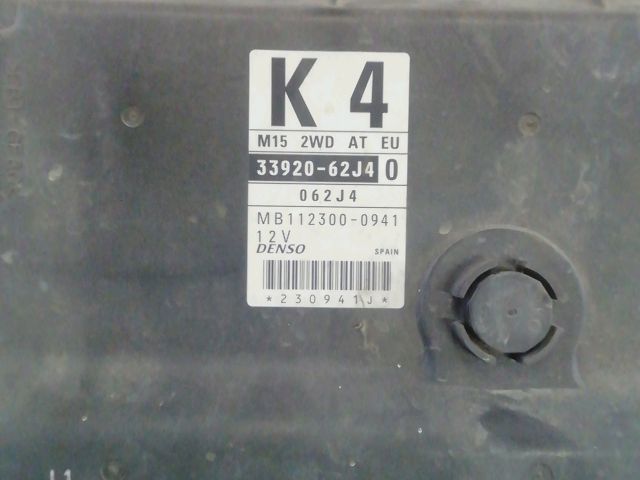 K 4
M15 2WD AT EU
33920-62J4 0
062J4
MB112300-0941
12V
DENSO SPAIN
*230941J*